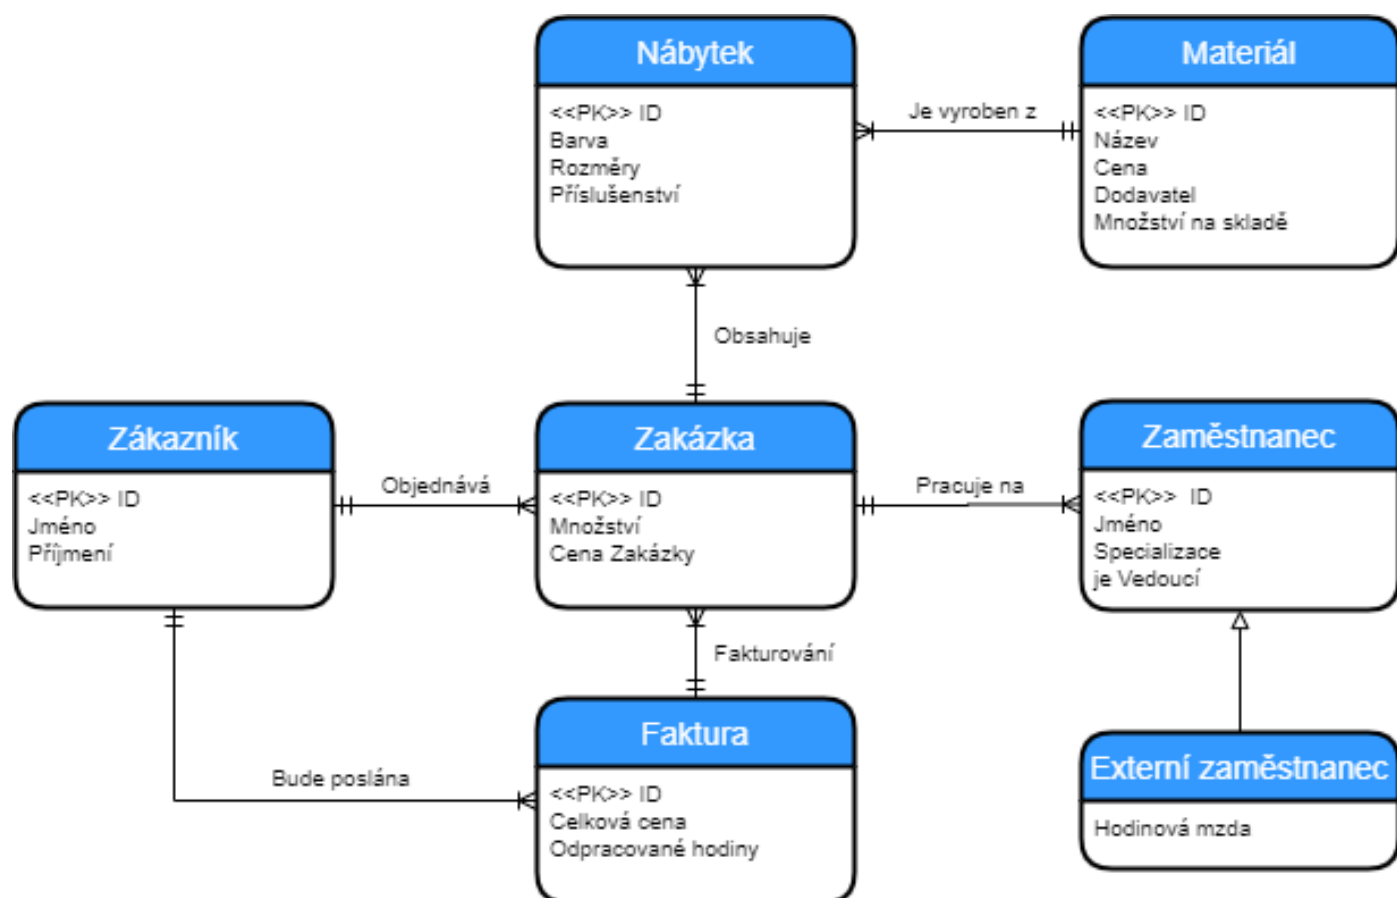 Nábytek
<<PK>> ID
Barva
Rozměry
Příslušenství
Je vyroben z
Materiál
<<PK>> ID
Název
Cena
Dodavatel
Množství na skladě
Obsahuje
Zákazník
<<PK>> ID
Jméno
Příjmení
Objednává
Zakázka
<<PK>> ID
Množství
Cena Zakázky
Pracuje na
Zaměstnanec
<<PK>> ID
Jméno
Specializace
je Vedoucí
Fakturování
Bude poslána
Faktura
<<PK>> ID
Celková cena
Odpracované hodiny
Externí zaměstnanec
Hodinová mzda